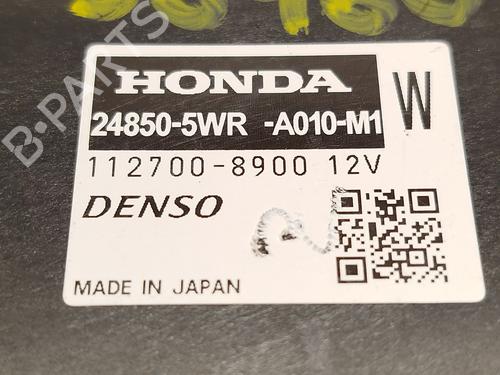 B-PARTS
HONDA
24850-5WR -A010-M1
W
112700-8900 12V
DENSO
MADE IN JAPAN